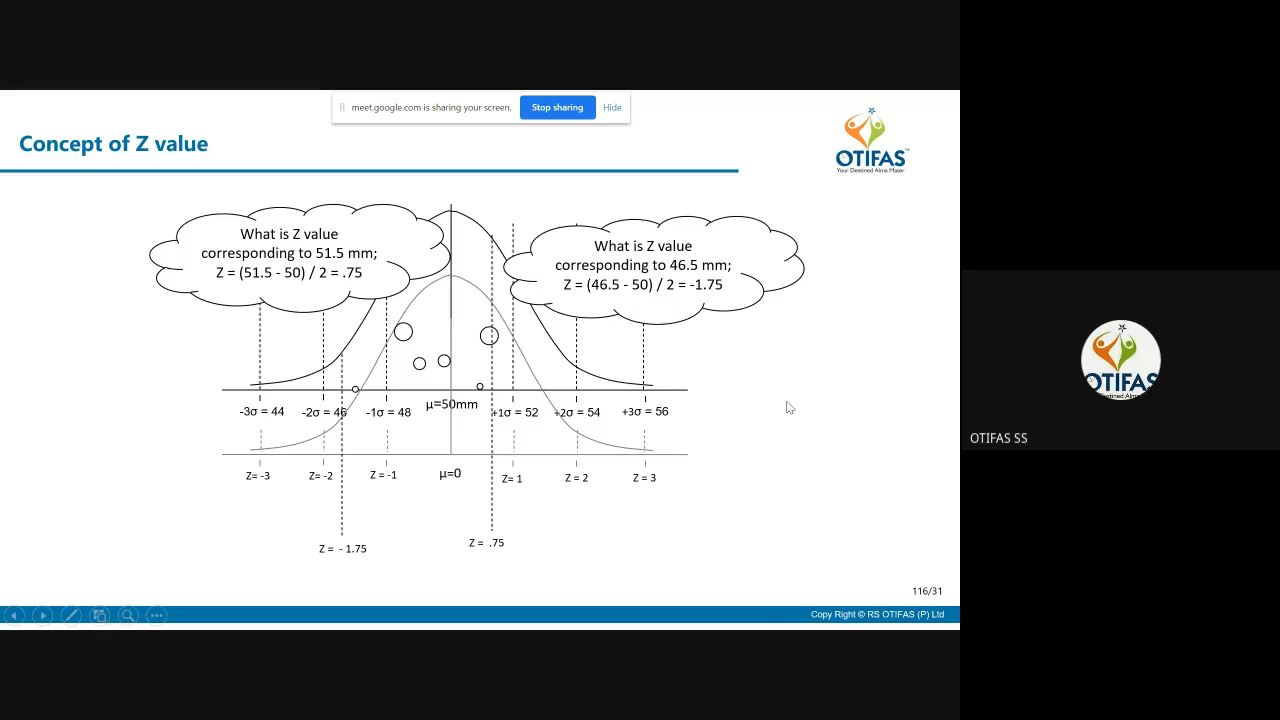 meet.google.com is sharing your screen. Stop sharing Hide
Concept of Z value
OTIFAS™
Your Destined Alma Mater
What is Z value
corresponding to 51.5 mm;
Z = (51.5 - 50) / 2 = .75
What is Z value
corresponding to 46.5 mm;
Z = (46.5 - 50) / 2 = -1.75
-3σ = 44 -2σ = 46 -1σ = 48 μ=50mm +1σ = 52 +2σ = 54 +3σ = 56
Z= -3 Z= -2 Z= -1 μ=0 Z= 1 Z = 2 Z = 3
Z = - 1.75 Z = .75
116/31
Copy Right © RS OTIFAS (P) Ltd
OTIFAS
OTIFAS SS